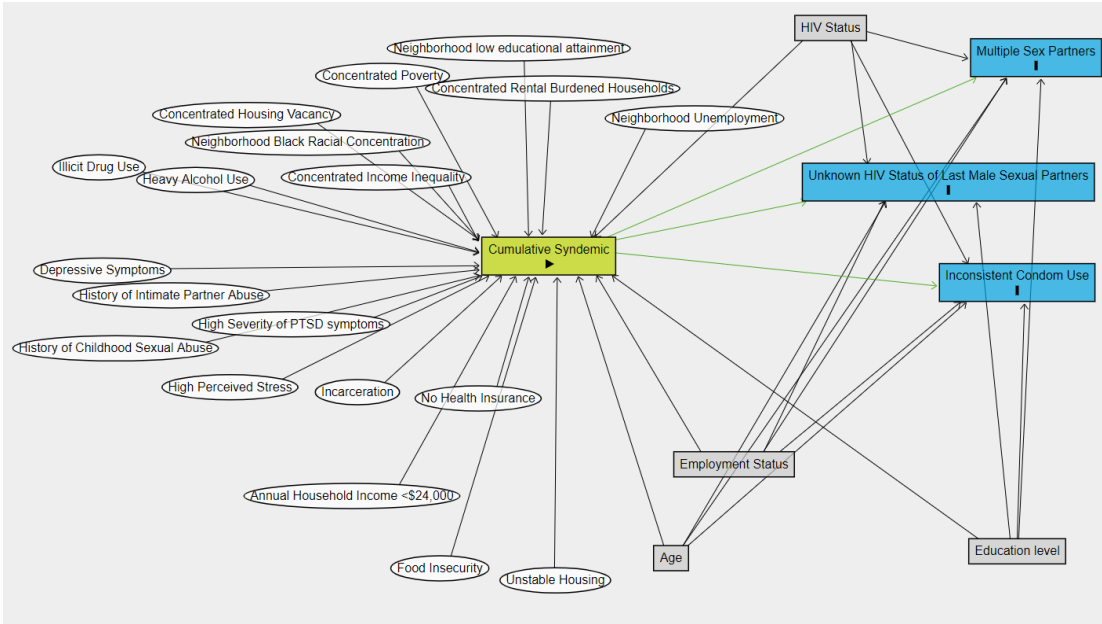 HIV Status
Neighborhood low educational attainment
Multiple Sex Partners
Concentrated Poverty
Concentrated Rental Burdened Households
Concentrated Housing Vacancy
Neighborhood Unemployment
Neighborhood Black Racial Concentration
Illicit Drug Use
Heavy Alcohol Use
Concentrated Income Inequality
Unknown HIV Status of Last Male Sexual Partners
Cumulative Syndemic
Depressive Symptoms
Inconsistent Condom Use
History of Intimate Partner Abuse
High Severity of PTSD symptoms
History of Childhood Sexual Abuse
High Perceived Stress
Incarceration
No Health Insurance
Employment Status
Annual Household Income <$24,000
Age
Education level
Food Insecurity
Unstable Housing